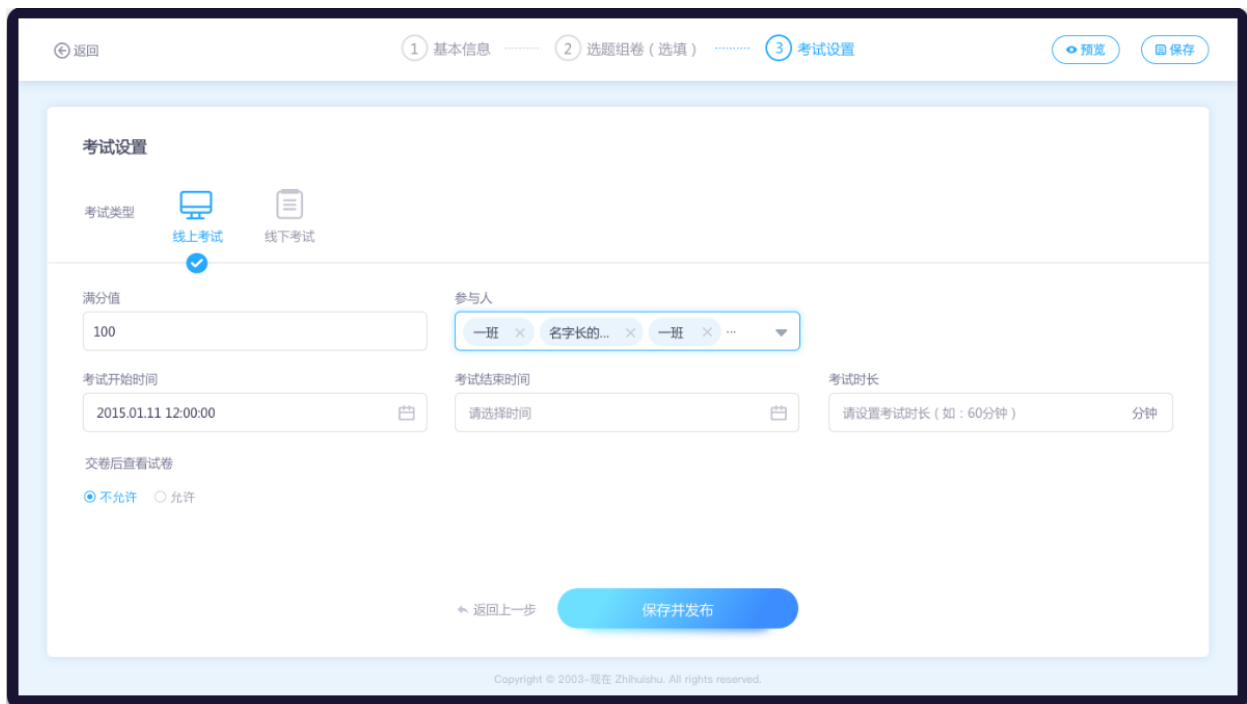 返回
1 基本信息 2 选题组卷（选填） 3 考试设置
预览 保存
考试设置
考试类型
线上考试 线下考试
满分值 参与人
100 一班 名字长的... 一班 ...
考试开始时间 考试结束时间 考试时长
2015.01.11 12:00:00 请选择时间 请设置考试时长（如：60分钟） 分钟
交卷后查看试卷
不允许 允许
返回上一步 保存并发布
Copyright © 2003-现在 Zhihuishu. All rights reserved.